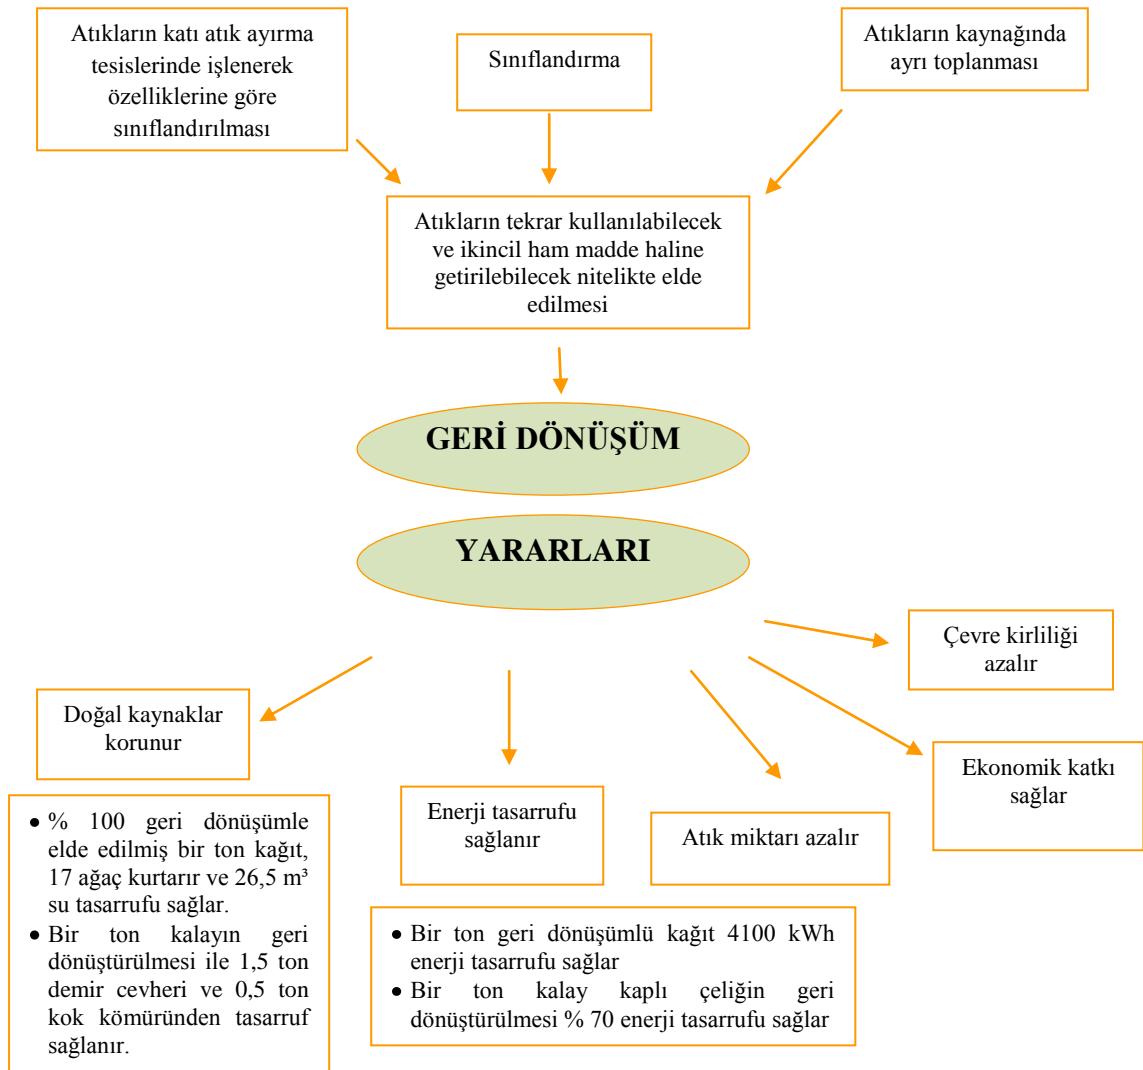 Atıkların katı atık ayırma
tesislerinde işlenerek
özelliklerine göre
sınıflandırılması
Sınıflandırma
Atıkların kaynağında
ayrı toplanması
Atıkların tekrar kullanılabilecek
ve ikincil ham madde haline
getirilebilecek nitelikte elde
edilmesi
GERİ DÖNÜŞÜM
YARARLARI
Çevre kirliliği
azalır
Doğal kaynaklar
korunur
Ekonomik katkı
sağlar
Enerji tasarrufu
sağlanır
Atık miktarı azalır
• % 100 geri dönüşümle
elde edilmiş bir ton kağıt,
17 ağaç kurtarır ve 26,5 m³
su tasarrufu sağlar.
• Bir ton kalayın geri
dönüştürülmesi ile 1,5 ton
demir cevheri ve 0,5 ton
kok kömüründen tasarruf
sağlanır.
• Bir ton geri dönüşümlü kağıt 4100 kWh
enerji tasarrufu sağlar
• Bir ton kalay kaplı çeliğin geri
dönüştürülmesi % 70 enerji tasarrufu sağlar